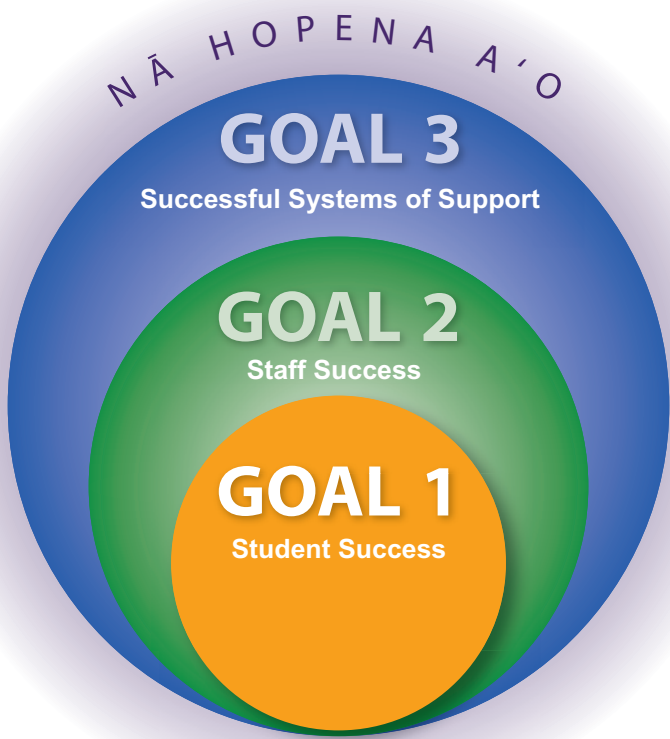 NĀ HOPENA A‘O
GOAL 3
Successful Systems of Support
GOAL 2
Staff Success
GOAL 1
Student Success